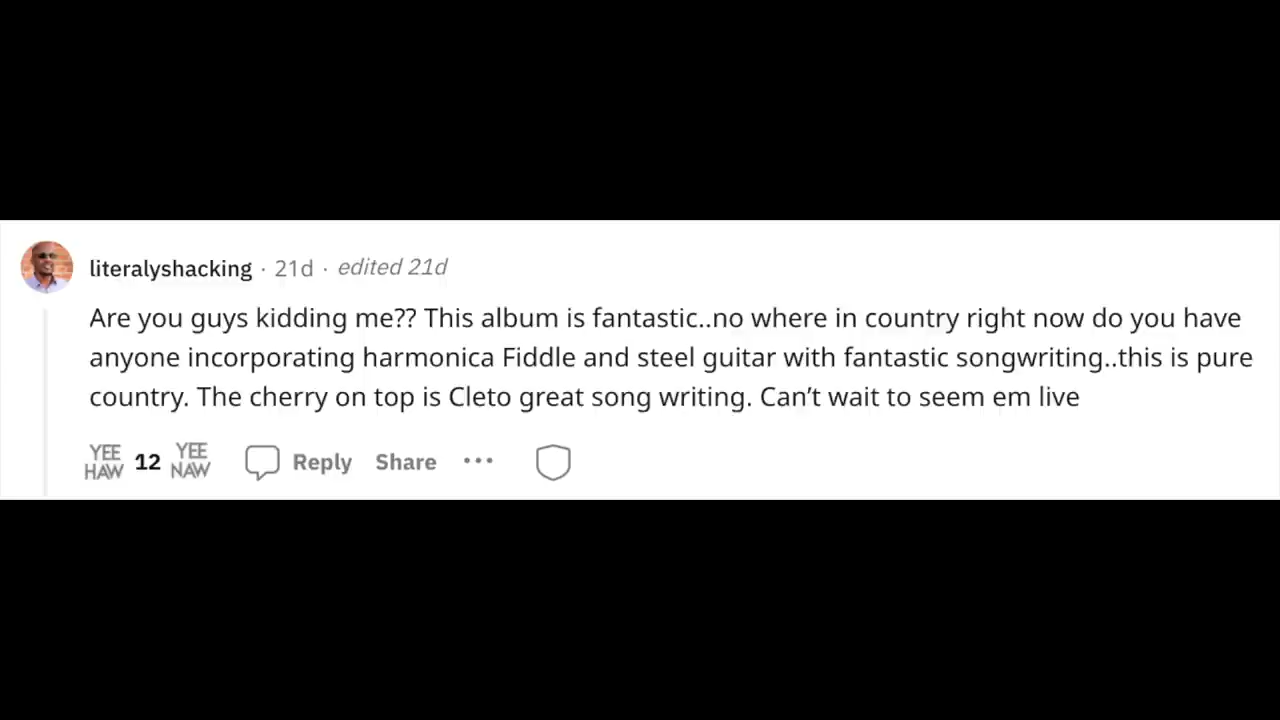 literalyshacking · 21d · edited 21d
Are you guys kidding me?? This album is fantastic..no where in country right now do you have
anyone incorporating harmonica Fiddle and steel guitar with fantastic songwriting..this is pure
country. The cherry on top is Cleto great song writing. Can’t wait to seem em live
YEE HAW 12 YEE NAW Reply Share ···